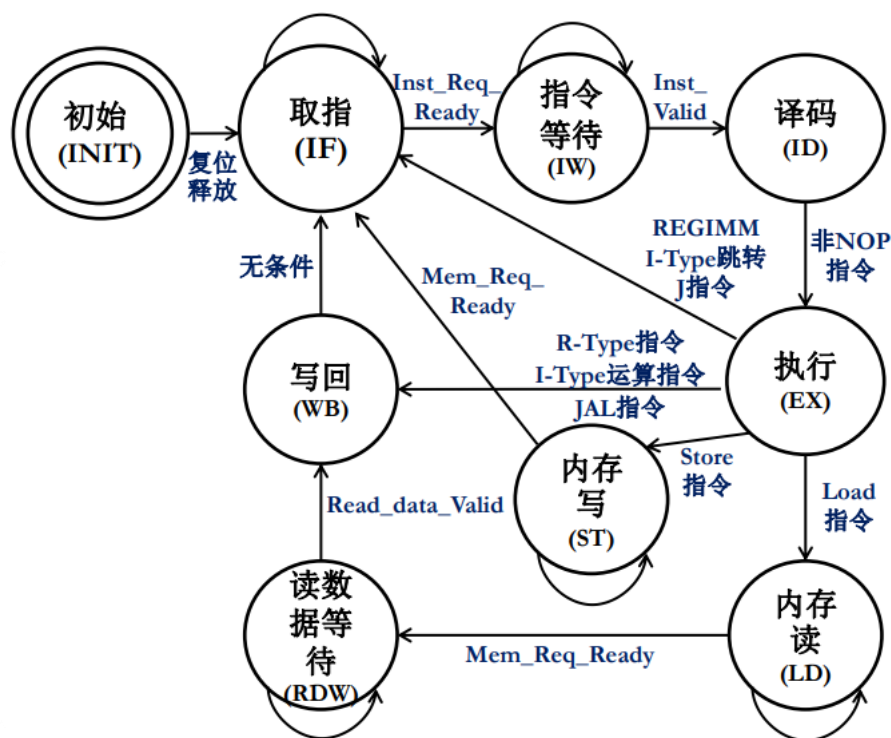 初始
(INIT)
复位
释放
取指
(IF)
Inst_Req_
Ready
指令
等待
(IW)
Inst_
Valid
译码
(ID)
非NOP
指令
REGIMM
I-Type跳转
J指令
Mem_Req_
Ready
无条件
写回
(WB)
R-Type指令
I-Type运算指令
JAL指令
执行
(EX)
Store
指令
Load
指令
内存
写
(ST)
Read_data_Valid
读数
据等
待
(RDW)
Mem_Req_Ready
内存
读
(LD)